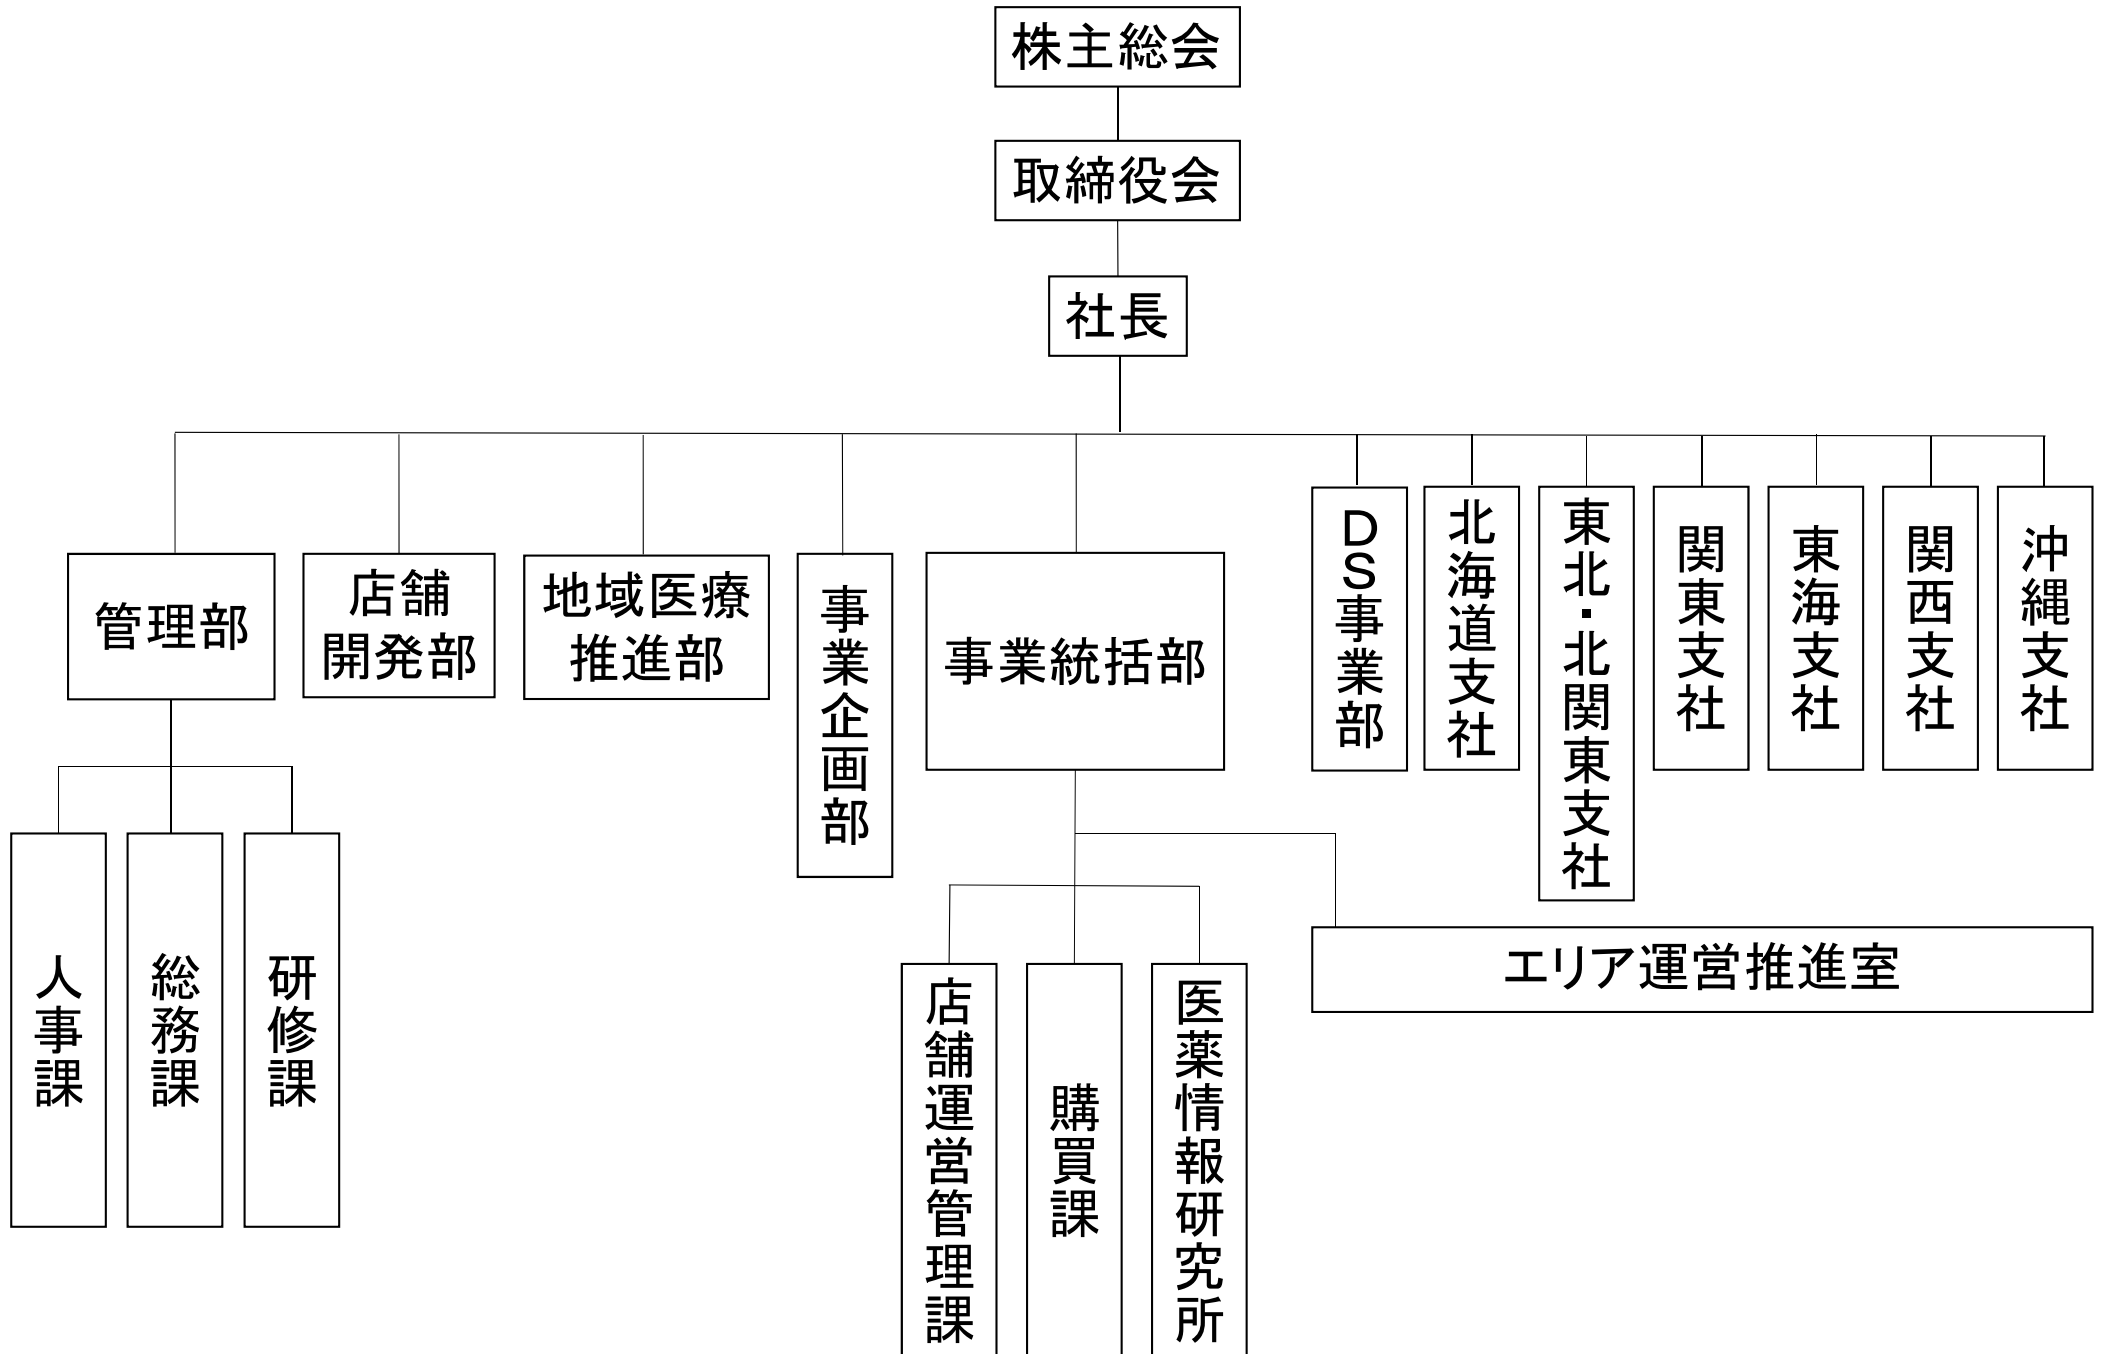 株主総会
取締役会
社長
管理部
店舗
開発部
地域医療
推進部
事業企画部
事業統括部
DS事業部
北海道支社
東北・北関東支社
関東支社
東海支社
関西支社
沖縄支社
エリア運営推進室
人事課
総務課
研修課
店舗運営管理課
購買課
医薬情報研究所